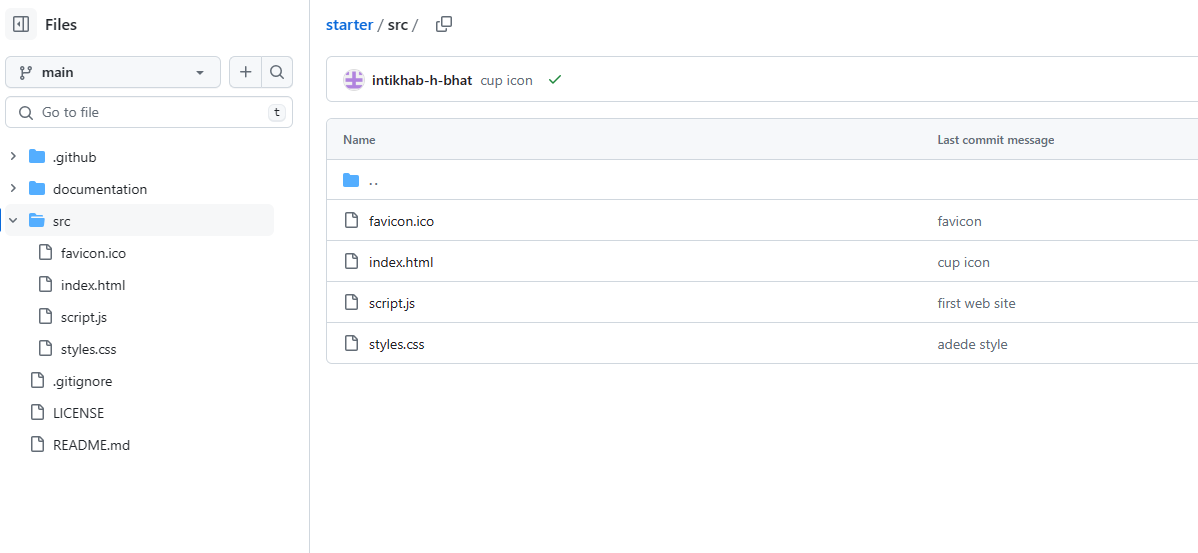 Files
main
Go to file
t
.github
documentation
src
favicon.ico
index.html
script.js
styles.css
.gitignore
LICENSE
README.md
starter / src /
intikhab-h-bhat cup icon
Name Last commit message
..
favicon.ico favicon
index.html cup icon
script.js first web site
styles.css adede style